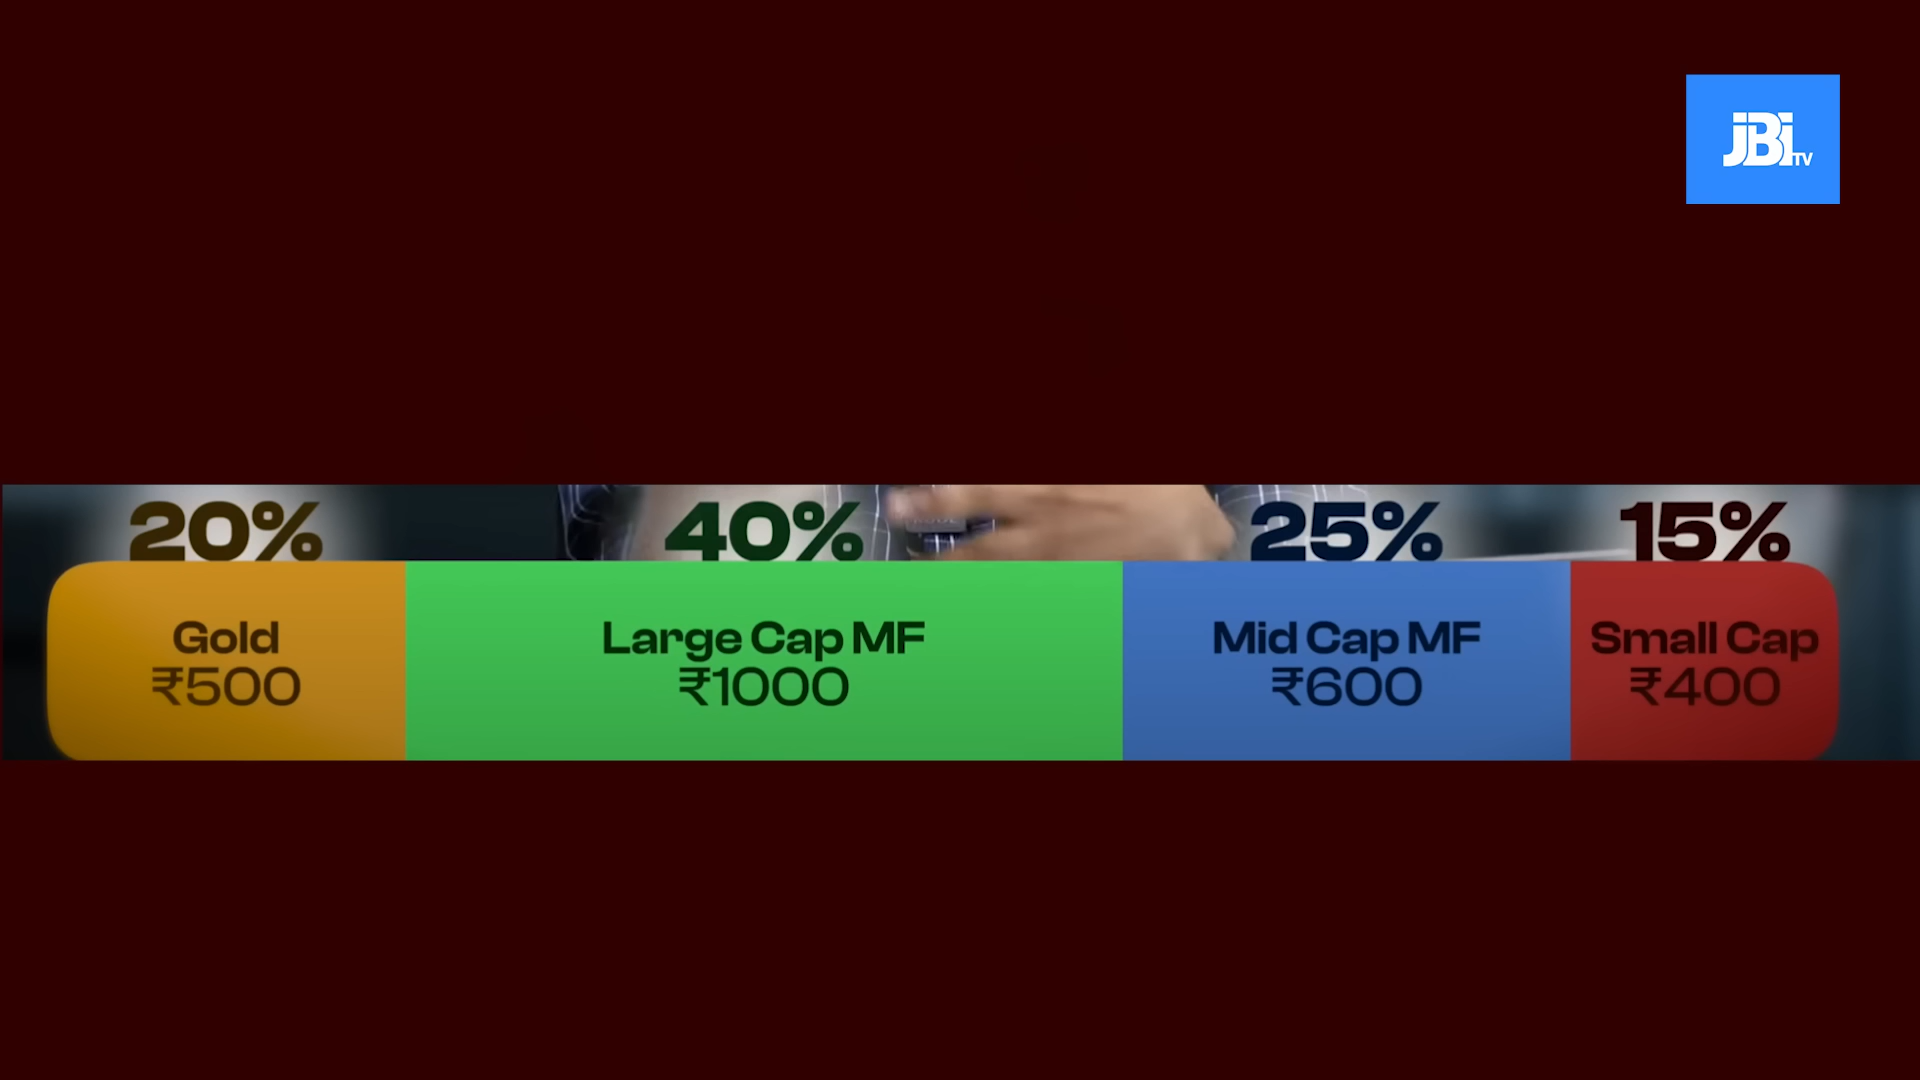 JBi TV
20% 40% 25% 15%
Gold Large Cap MF Mid Cap MF Small Cap
₹500 ₹1000 ₹600 ₹400